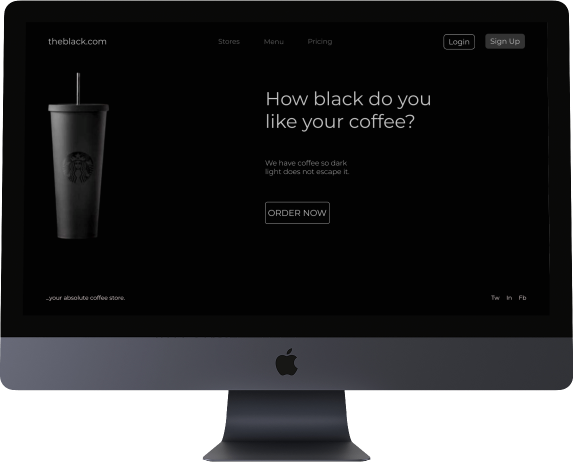 theblack.com
Stores
Menu
Pricing
Login
Sign Up
How black do you
like your coffee?
We have coffee so dark
light does not escape it.
ORDER NOW
...your absolute coffee store.
Tw
In
Fb